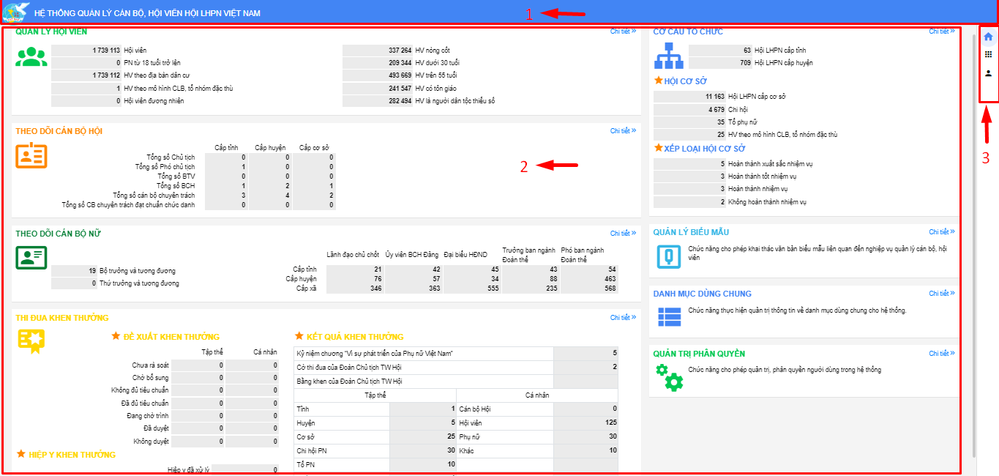 HỆ THỐNG QUẢN LÝ CÁN BỘ, HỘI VIÊN HỘI LHPN VIỆT NAM
1
QUẢN LÝ HỘI VIÊN
Chi tiết »
1 739 113 Hội viên
337 264 HV nòng cốt
0 PN từ 18 tuổi trở lên
209 344 HV dưới 30 tuổi
1 739 112 HV theo địa bàn dân cư
493 669 HV trên 55 tuổi
1 HV theo mô hình CLB, tổ nhóm đặc thù
241 547 HV có tôn giáo
0 Hội viên đương nhiên
282 494 HV là người dân tộc thiểu số
THEO DÕI CÁN BỘ HỘI
Chi tiết »
Cấp tỉnh Cấp huyện Cấp cơ sở
Tổng số Chủ tịch 0 0 0
Tổng số Phó chủ tịch 1 0 0
Tổng số BTV 0 0 0
Tổng số BCH 1 2 1
Tổng số cán bộ chuyên trách 3 4 2
Tổng số CB chuyên trách đạt chuẩn chức danh 0 0 0
2
THEO DÕI CÁN BỘ NỮ
Chi tiết »
19 Bộ trưởng và tương đương
0 Thứ trưởng và tương đương
Lãnh đạo chủ chốt Ủy viên BCH Đảng Đại biểu HĐND Trưởng ban ngành Đoàn thể Phó ban ngành Đoàn thể
Cấp tỉnh 21 42 45 43 54
Cấp huyện 76 57 34 88 463
Cấp xã 346 363 555 235 568
THI ĐUA KHEN THƯỞNG
Chi tiết »
ĐỀ XUẤT KHEN THƯỞNG
Tập thể Cá nhân
Chưa rà soát 0 0
Chờ bổ sung 0 0
Không đủ tiêu chuẩn 0 0
Đã đủ tiêu chuẩn 0 0
Đang chờ trình 0 0
Đã duyệt 0 0
Không duyệt 0 0
HIỆP Y KHEN THƯỞNG
Hiệp y đã xử lý 0
KẾT QUẢ KHEN THƯỞNG
Kỷ niệm chương "Vì sự phát triển của Phụ nữ Việt Nam" 5
Cờ thi đua của Đoàn Chủ tịch TW Hội 2
Bằng khen của Đoàn Chủ tịch TW Hội
Tập thể Cá nhân
Tỉnh 1 Cán bộ Hội 0
Huyện 5 Hội viên 125
Cơ sở 25 Phụ nữ 30
Chi hội PN 30 Khác 10
Tổ PN 10
CƠ CẤU TỔ CHỨC
Chi tiết »
63 Hội LHPN cấp tỉnh
709 Hội LHPN cấp huyện
HỘI CƠ SỞ
11 163 Hội LHPN cấp cơ sở
4 679 Chi hội
35 Tổ phụ nữ
25 HV theo mô hình CLB, tổ nhóm đặc thù
XẾP LOẠI HỘI CƠ SỞ
5 Hoàn thành xuất sắc nhiệm vụ
3 Hoàn thành tốt nhiệm vụ
3 Hoàn thành nhiệm vụ
2 Không hoàn thành nhiệm vụ
QUẢN LÝ BIỂU MẪU
Chi tiết »
Chức năng cho phép khai thác văn bản biểu mẫu liên quan đến nghiệp vụ quản lý cán bộ, hội
viên
DANH MỤC DÙNG CHUNG
Chi tiết »
Chức năng thực hiện quản trị thông tin về danh mục dùng chung cho hệ thống.
QUẢN TRỊ PHÂN QUYỀN
Chi tiết »
Chức năng cho phép quản trị, phân quyền người dùng trong hệ thống
3